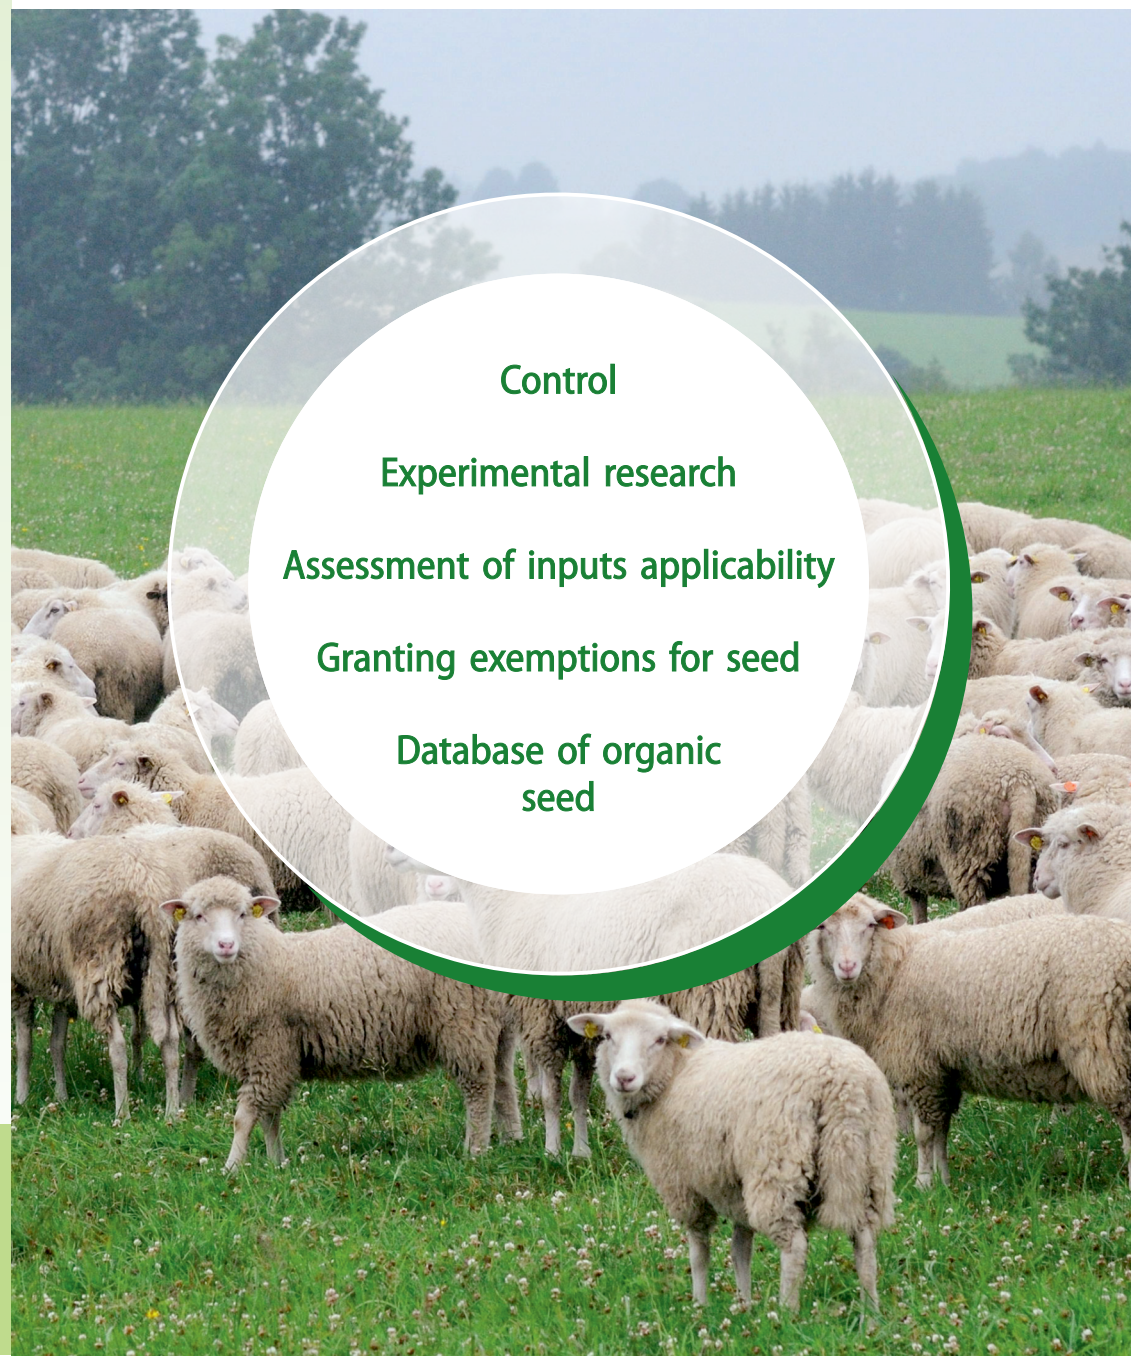 Control
Experimental research
Assessment of inputs applicability
Granting exemptions for seed
Database of organic
seed